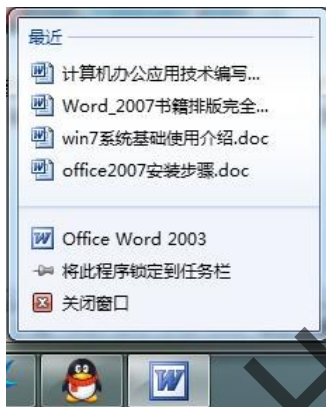 最近
计算机办公应用技术编写...
Word_2007书籍排版完全...
win7系统基础使用介绍.doc
office2007安装步骤.doc
Office Word 2003
将此程序锁定到任务栏
关闭窗口